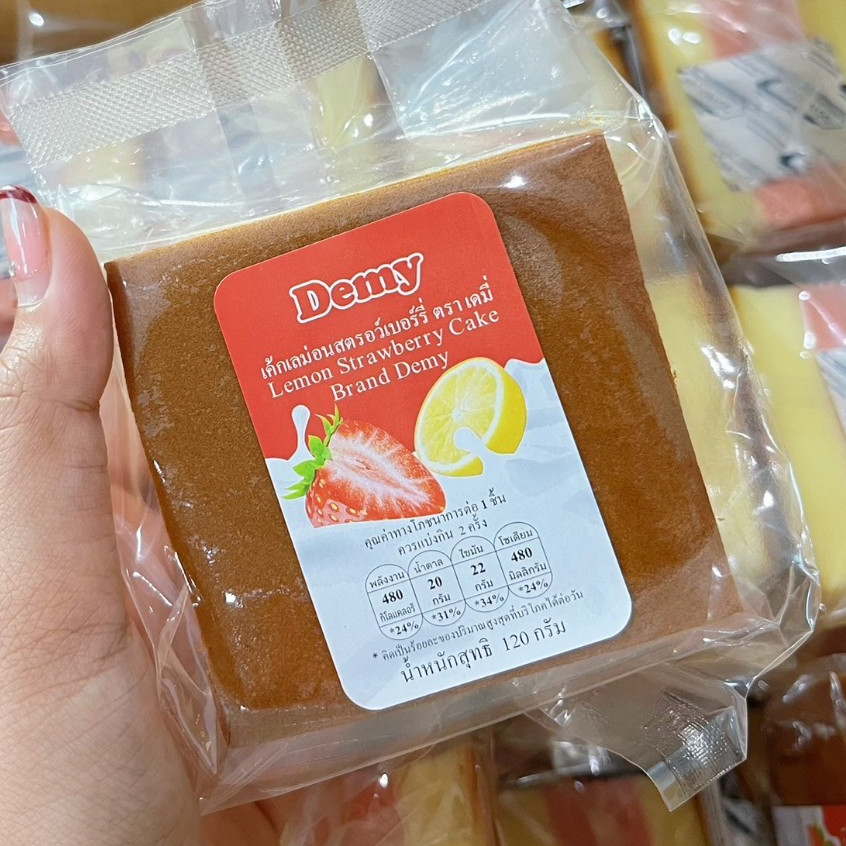 Demy
เค้กเลม่อนสตรอว์เบอร์รี่ ตรา เดมี่
Lemon Strawberry Cake
Brand Demy
คุณค่าทางโภชนาการต่อ 1 ชิ้น
ควรแบ่งกิน 2 ครั้ง
พลังงาน น้ำตาล ไขมัน โซเดียม
480 20 22 480
กิโลแคลอรี กรัม กรัม มิลลิกรัม
*24% *31% *34% *24%
* คิดเป็นร้อยละของปริมาณสูงสุดที่บริโภคได้ต่อวัน
น้ำหนักสุทธิ 120 กรัม